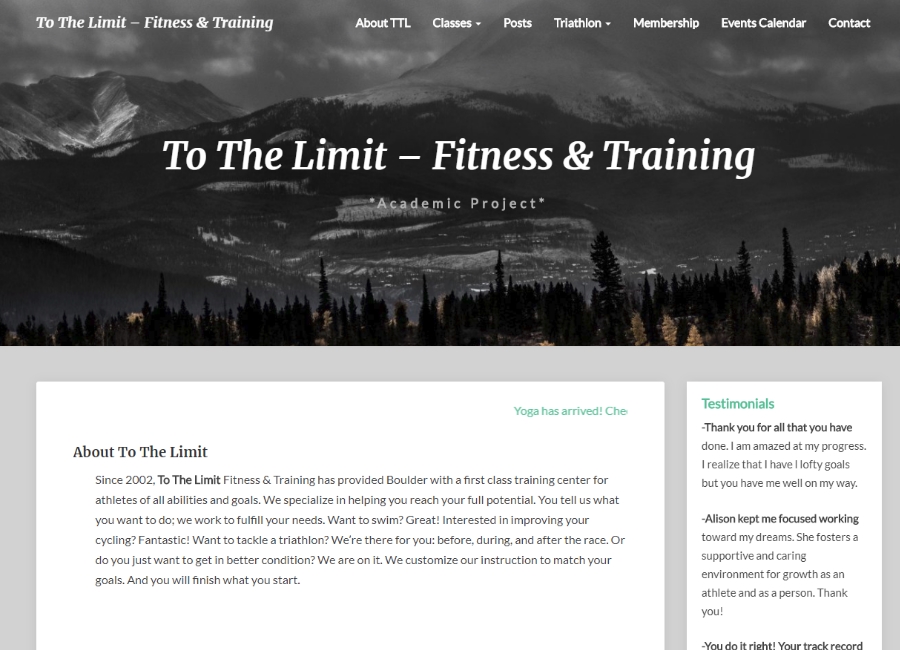 To The Limit – Fitness & Training
About TTL Classes Posts Triathlon Membership Events Calendar Contact
To The Limit – Fitness & Training
*Academic Project*
Yoga has arrived! Che
About To The Limit
Since 2002, To The Limit Fitness & Training has provided Boulder with a first class training center for
athletes of all abilities and goals. We specialize in helping you reach your full potential. You tell us what
you want to do; we work to fulfill your needs. Want to swim? Great! Interested in improving your
cycling? Fantastic! Want to tackle a triathlon? We're there for you: before, during, and after the race. Or
do you just want to get in better condition? We are on it. We customize our instruction to match your
goals. And you will finish what you start.
Testimonials
-Thank you for all that you have
done. I am amazed at my progress.
I realize that I have l lofty goals
but you have me well on my way.
-Alison kept me focused working
toward my dreams. She fosters a
supportive and caring
environment for growth as an
athlete and as a person. Thank
you!
-You do it right! Your track record